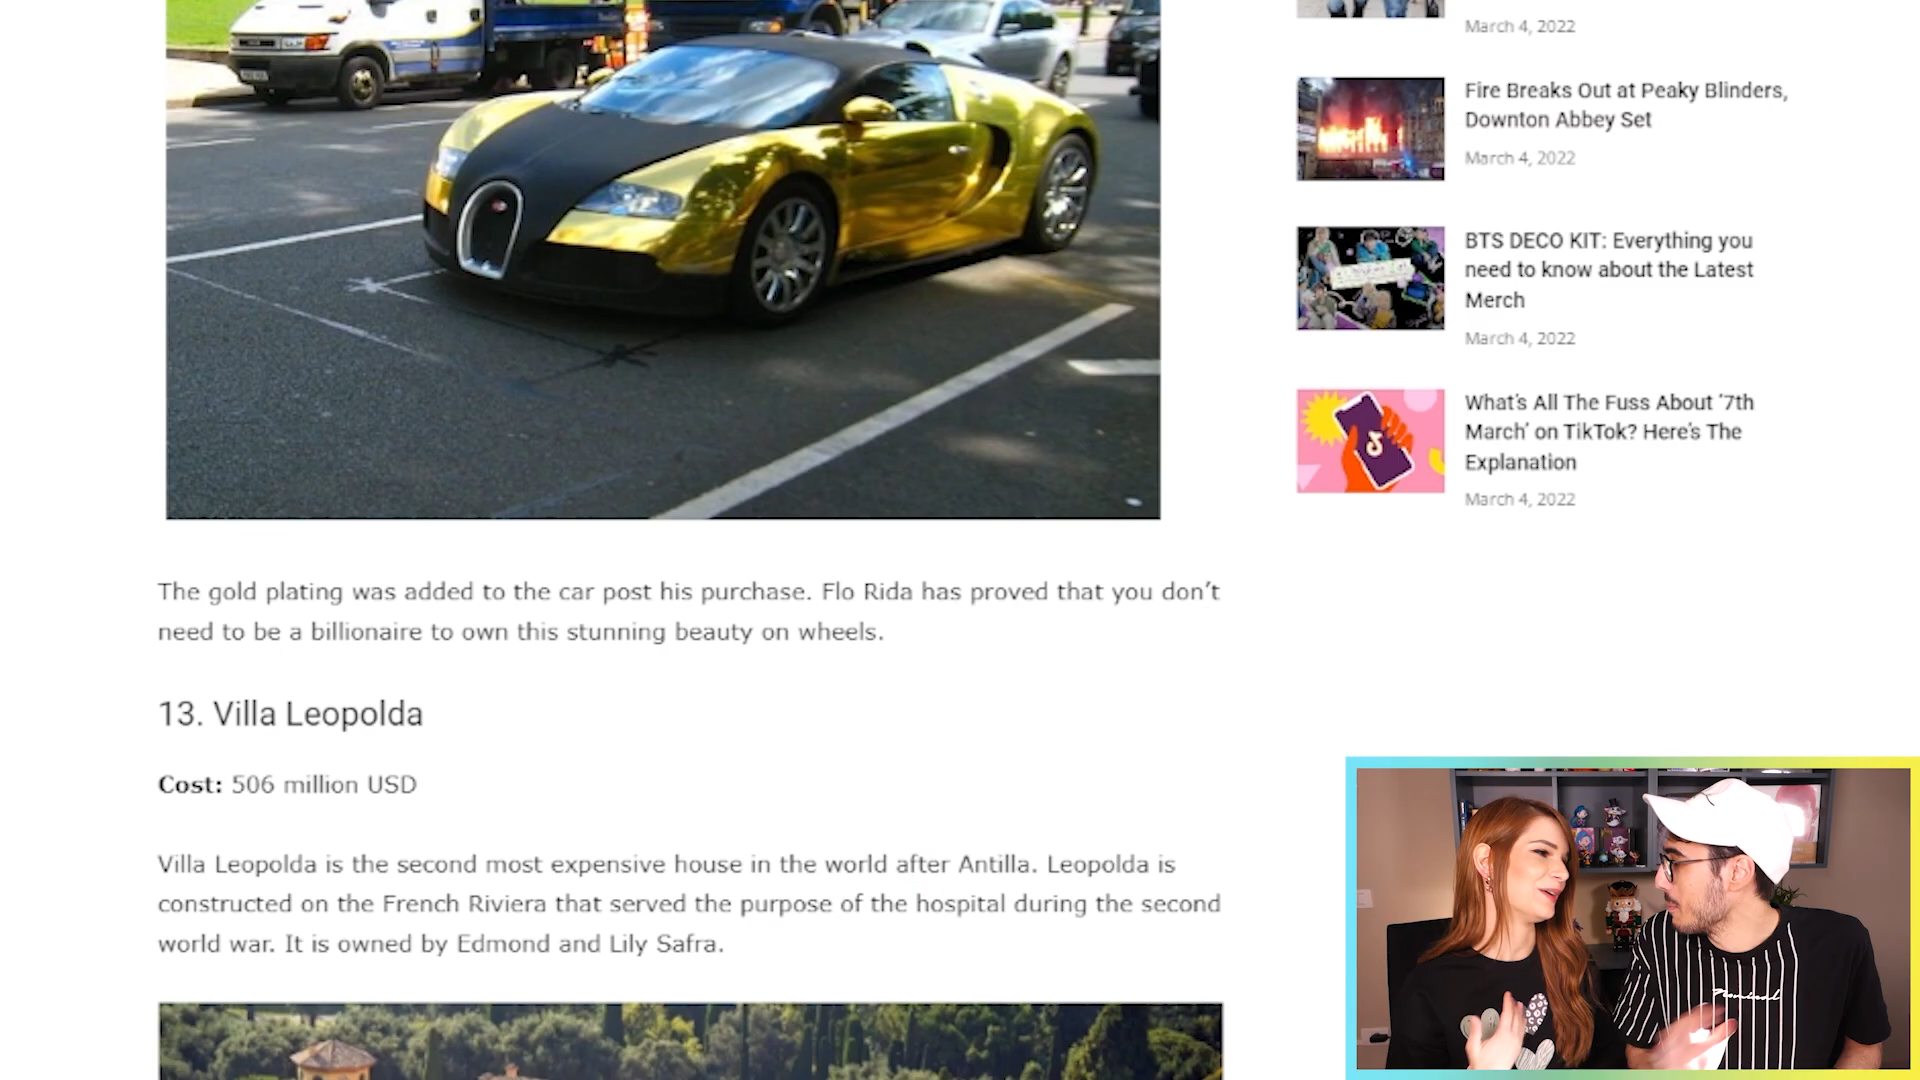 March 4, 2022
Fire Breaks Out at Peaky Blinders,
Downton Abbey Set
March 4, 2022
BTS DECO KIT: Everything you
need to know about the Latest
Merch
March 4, 2022
What's All The Fuss About '7th
March' on TikTok? Here's The
Explanation
March 4, 2022
The gold plating was added to the car post his purchase. Flo Rida has proved that you don't
need to be a billionaire to own this stunning beauty on wheels.
13. Villa Leopolda
Cost: 506 million USD
Villa Leopolda is the second most expensive house in the world after Antilla. Leopolda is
constructed on the French Riviera that served the purpose of the hospital during the second
world war. It is owned by Edmond and Lily Safra.